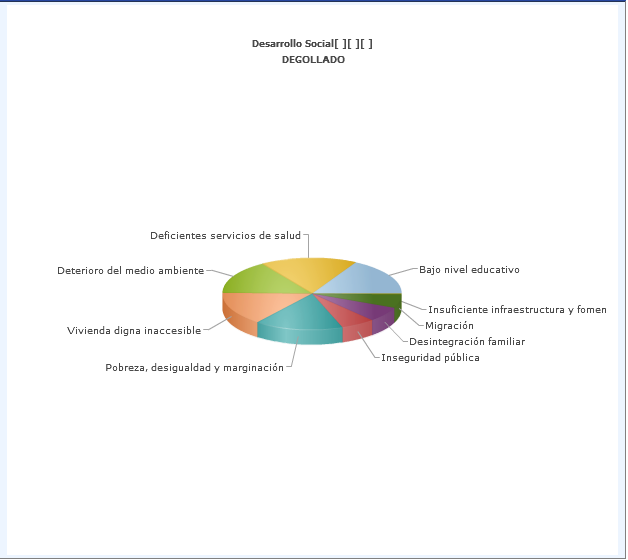 Desarrollo Social[ ][ ][ ]
DEGOLLADO
Deficientes servicios de salud
Deterioro del medio ambiente
Bajo nivel educativo
Insuficiente infraestructura y fomen
Migración
Vivienda digna inaccesible
Desintegración familiar
Inseguridad pública
Pobreza, desigualdad y marginación